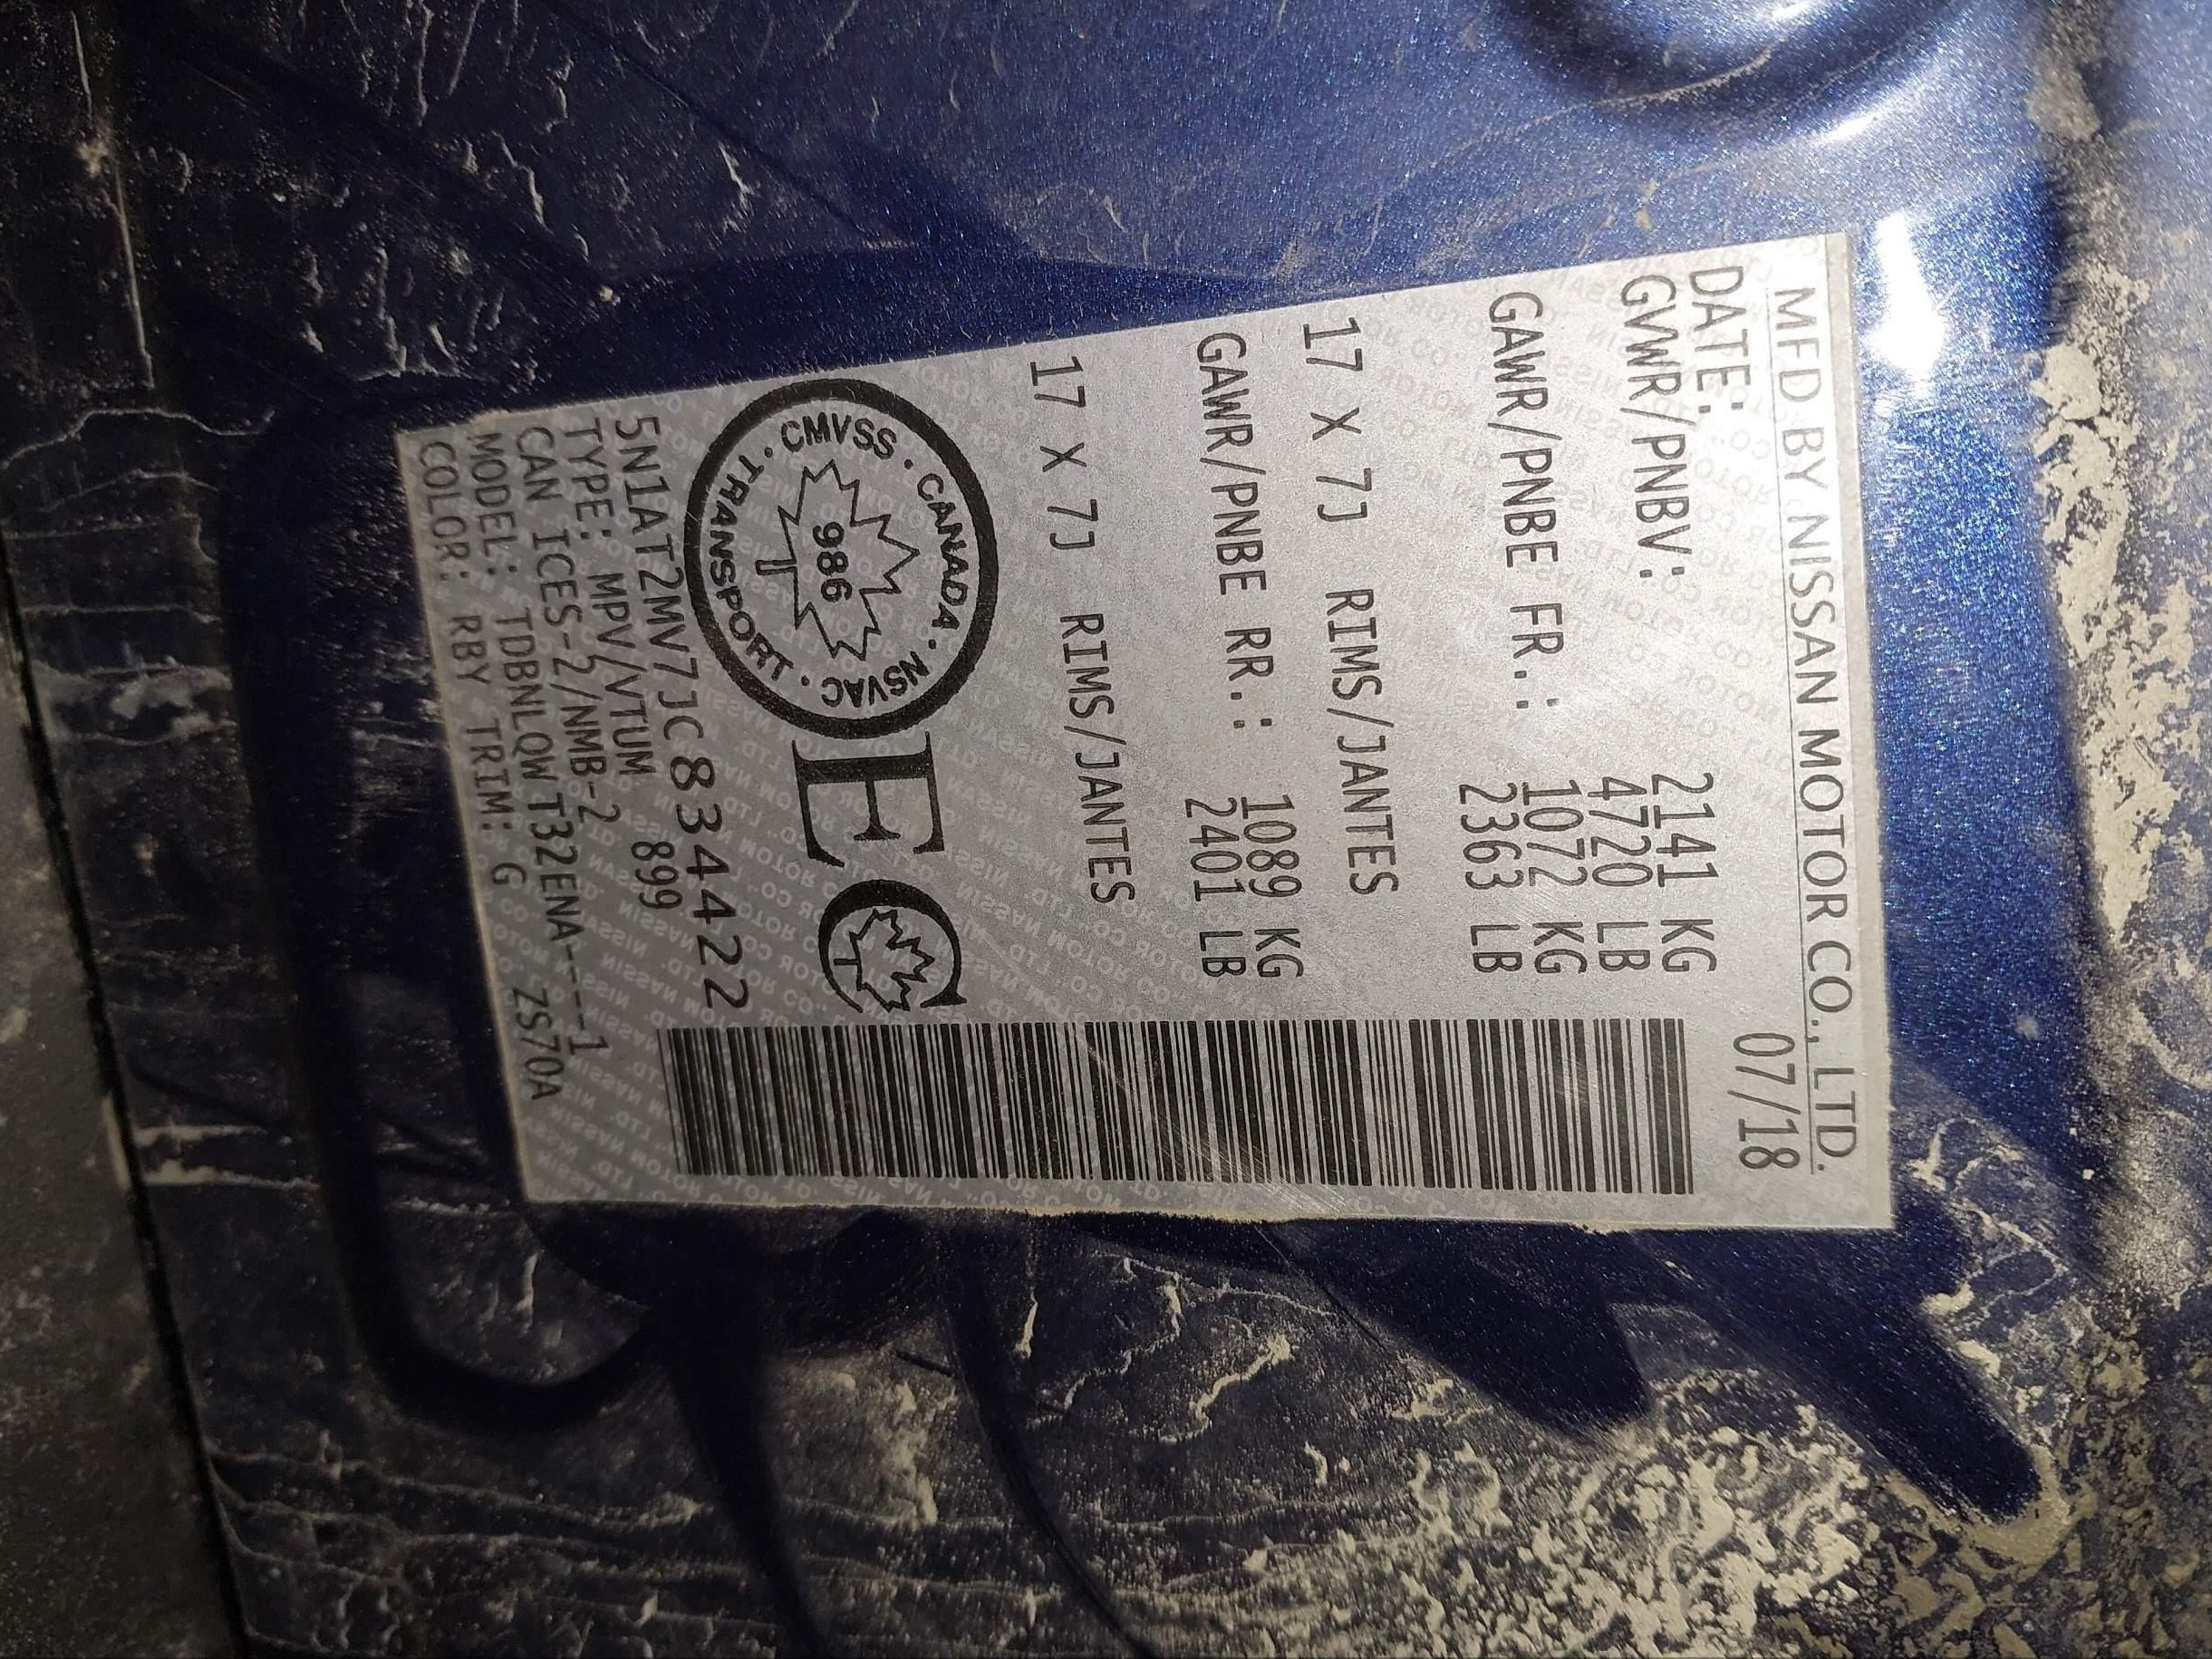 MFD BY NISSAN MOTOR CO., LTD.
DATE: 07/18
GVWR/PNBV: 2141 KG
4720 LB
GAWR/PNBE FR.: 1072 KG
2363 LB
17 X 7J RIMS/JANTES
GAWR/PNBE RR.: 1089 KG
2401 LB
17 X 7J RIMS/JANTES
CMVSS · CANADA · NSVAC · TRANSPORT ·
986
EC
5N1AT2MV7JC834422
TYPE: MPV/VTUM 899
CAN ICES-2/NMB-2
MODEL: TDBNLQW T32ENA----1
COLOR: RBY TRIM: G ZS70A